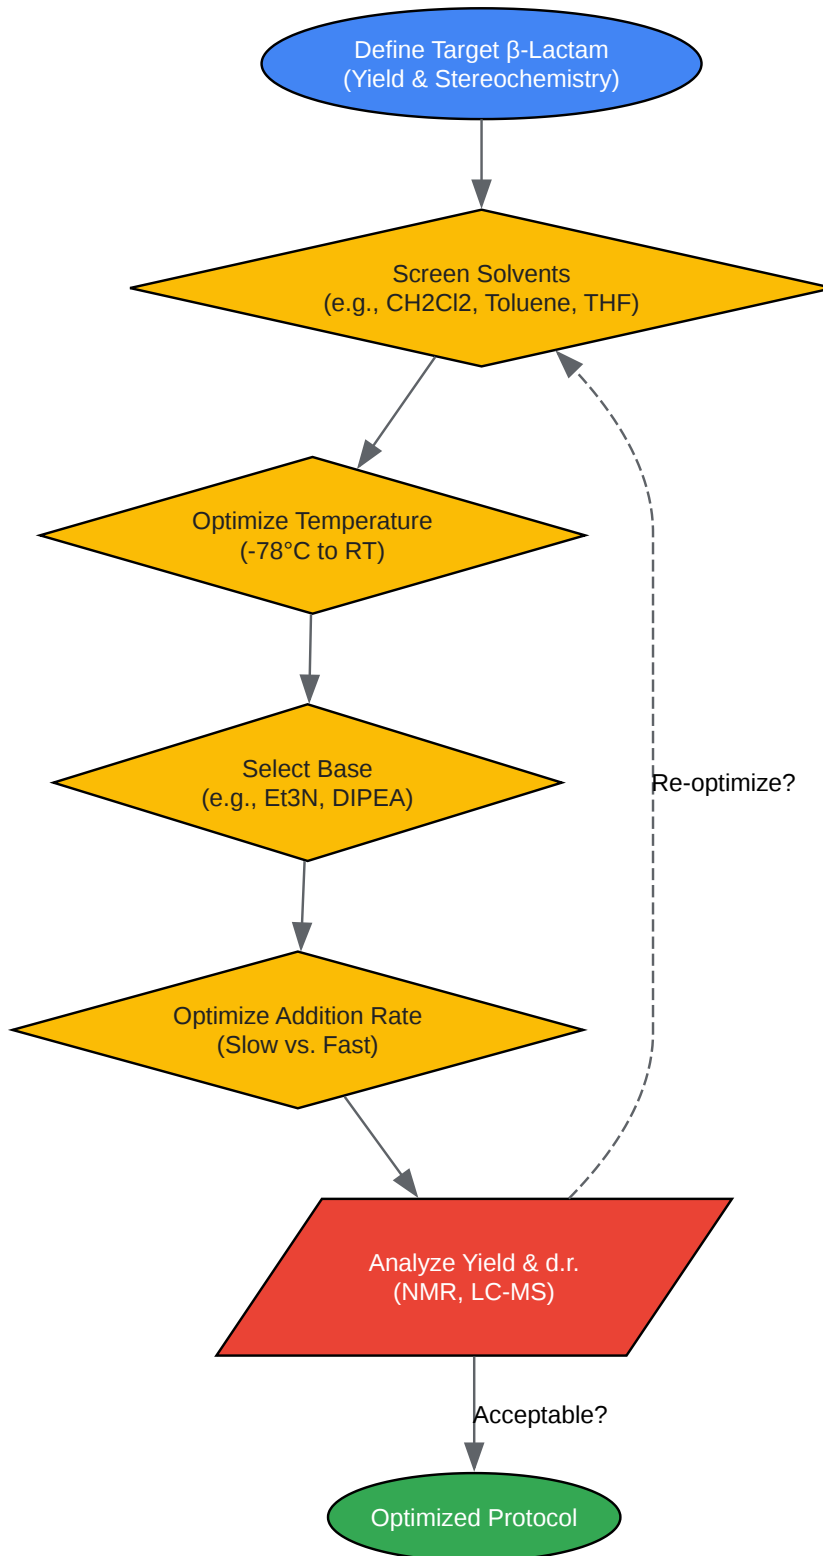 Define Target β-Lactam
(Yield & Stereochemistry)
Screen Solvents
(e.g., CH2Cl2, Toluene, THF)
Optimize Temperature
(-78°C to RT)
Select Base
(e.g., Et3N, DIPEA)
Re-optimize?
Optimize Addition Rate
(Slow vs. Fast)
Analyze Yield & d.r.
(NMR, LC-MS)
Acceptable?
Optimized Protocol